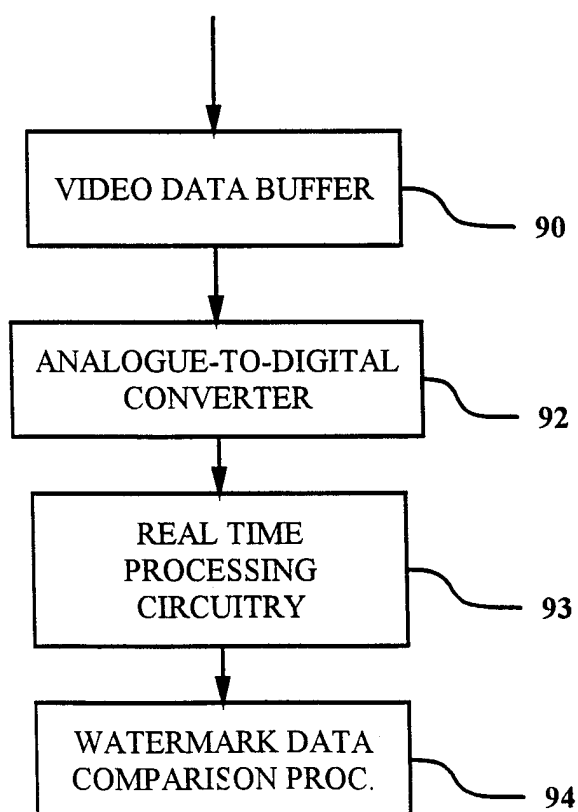 VIDEO DATA BUFFER
90
ANALOGUE-TO-DIGITAL
CONVERTER
92
REAL TIME
PROCESSING
CIRCUITRY
93
WATERMARK DATA
COMPARISON PROC.
94